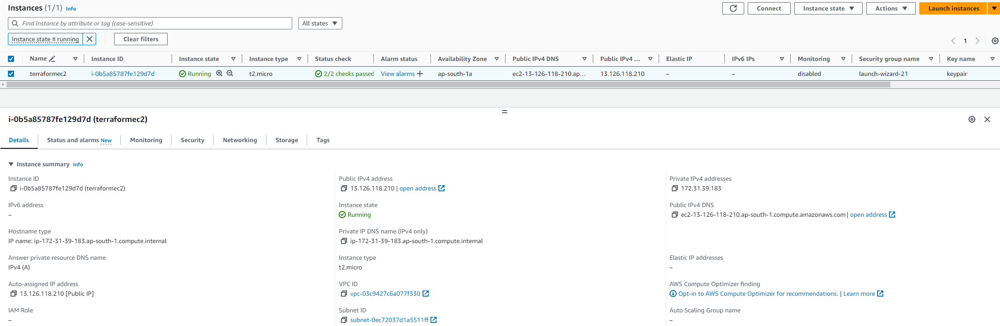 Instances (1/1) Info
Connect Instance state Actions Launch instances
Find Instance by attribute or tag (case-sensitive) All states
Instance state = running Clear filters
1
Name Instance ID Instance state Instance type Status check Alarm status Availability Zone Public IPv4 DNS Public IPv4 ... Elastic IP IPv6 IPs Monitoring Security group name Key name
terraformec2 i-0b5a85787fe129d7d Running t2.micro 2/2 checks passed View alarms + ap-south-1a ec2-13-126-118-210.ap... 13.126.118.210 – – disabled launch-wizard-21 keypair
i-0b5a85787fe129d7d (terraformec2)
Details Status and alarms New Monitoring Security Networking Storage Tags
Instance summary Info
Instance ID Public IPv4 address Private IPv4 addresses
i-0b5a85787fe129d7d (terraformec2) 13.126.118.210 | open address 172.31.39.183
IPv6 address Instance state Public IPv4 DNS
– Running ec2-13-126-118-210.ap-south-1.compute.amazonaws.com | open address
Hostname type Private IP DNS name (IPv4 only)
IP name: ip-172-31-39-183.ap-south-1.compute.internal ip-172-31-39-183.ap-south-1.compute.internal
Answer private resource DNS name Instance type Elastic IP addresses
IPv4 (A) t2.micro –
Auto-assigned IP address VPC ID AWS Compute Optimizer finding
13.126.118.210 [Public IP] vpc-03c9427c6a077f330 Opt-in to AWS Compute Optimizer for recommendations. | Learn more
IAM Role Subnet ID Auto Scaling Group name
– subnet-0ec72037d1a5511ff –